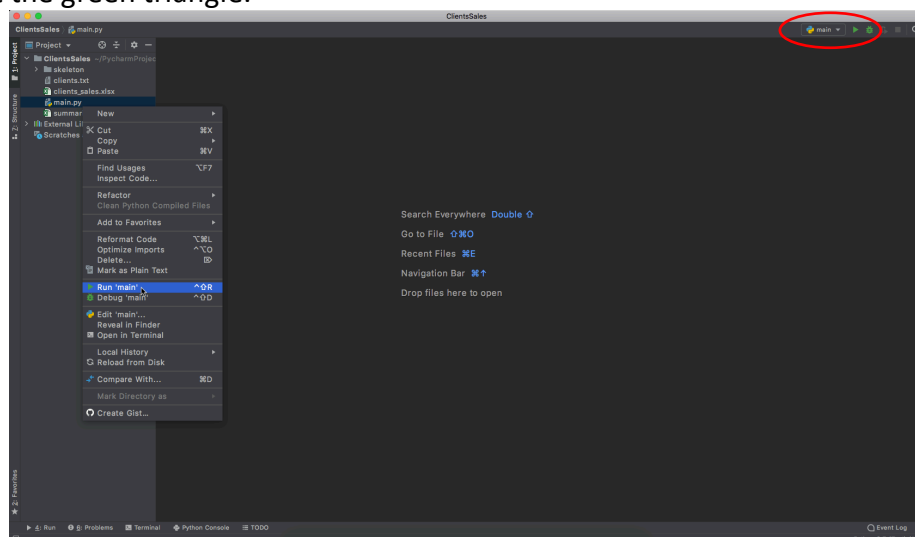 the green triangle.
ClientsSales
ClientsSales main.py
main
1: Project
Project
ClientsSales ~/PycharmProjec
skeleton
clients.txt
clients_sales.xlsx
main.py
summar
External Li
Scratches
2: Structure
New
Cut ⌘X
Copy
Paste ⌘V
Find Usages ⌥F7
Inspect Code...
Refactor
Clean Python Compiled Files
Add to Favorites
Reformat Code ⌥⌘L
Optimize Imports ^⌥O
Delete... ⌦
Mark as Plain Text
Run 'main' ^⇧R
Debug 'main' ^⇧D
Edit 'main'...
Reveal in Finder
Open in Terminal
Local History
Reload from Disk
Compare With... ⌘D
Mark Directory as
Create Gist...
Search Everywhere Double ⇧
Go to File ⇧⌘O
Recent Files ⌘E
Navigation Bar ⌘↑
Drop files here to open
2: Favorites
4: Run 6: Problems Terminal Python Console TODO
Event Log